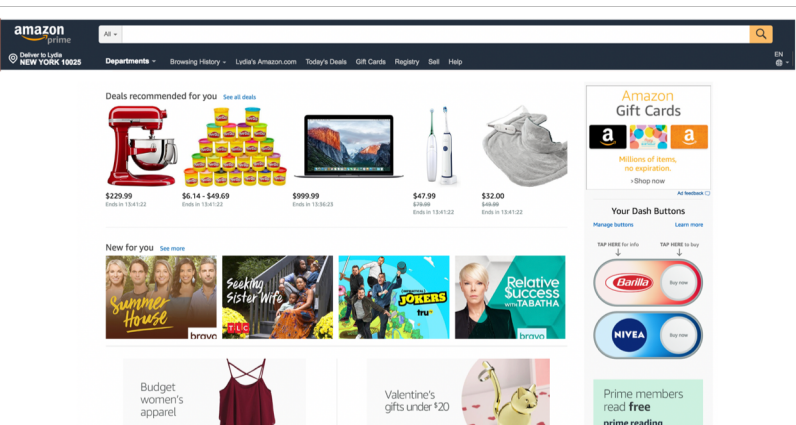 amazon
prime
All
Deliver to Lydia
NEW YORK 10025
Departments
Browsing History
Lydia's Amazon.com
Today's Deals
Gift Cards
Registry
Sell
Help
EN
Deals recommended for you See all deals
$229.99
Ends in 13:41:22
$6.14 - $49.69
Ends in 13:41:22
$999.99
Ends in 13:36:23
$47.99
$79.99
Ends in 13:41:22
$32.00
$49.99
Ends in 13:41:22
New for you See more
Summer
House
bravo
Seeking
Sister Wife
TLC
JOKERS
tru
Relative
Success
WITH TABATHA
bravo
Budget
women's
apparel
Valentine's
gifts under $20
Amazon
Gift Cards
a
a
Millions of items,
no expiration.
›Shop now
Ad feedback
Your Dash Buttons
Manage buttons
Learn more
TAP HERE for info
TAP HERE to buy
Barilla
Buy now
NIVEA
Buy now
Prime members
read free
prime reading